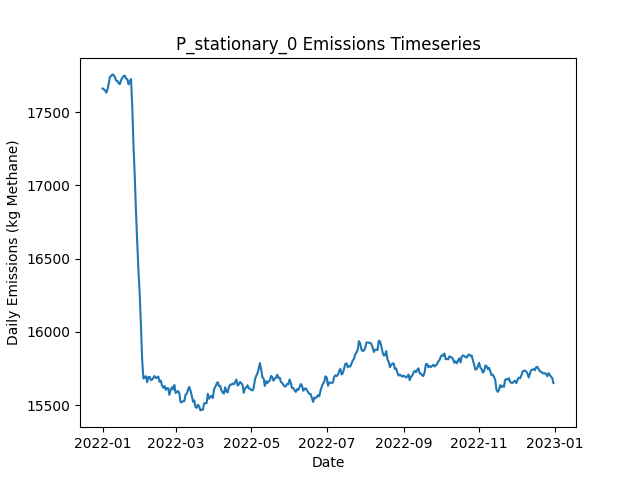 P_stationary_0 Emissions Timeseries
Daily Emissions (kg Methane)
17500
17000
16500
16000
15500
2022-01 2022-03 2022-05 2022-07 2022-09 2022-11 2023-01
Date